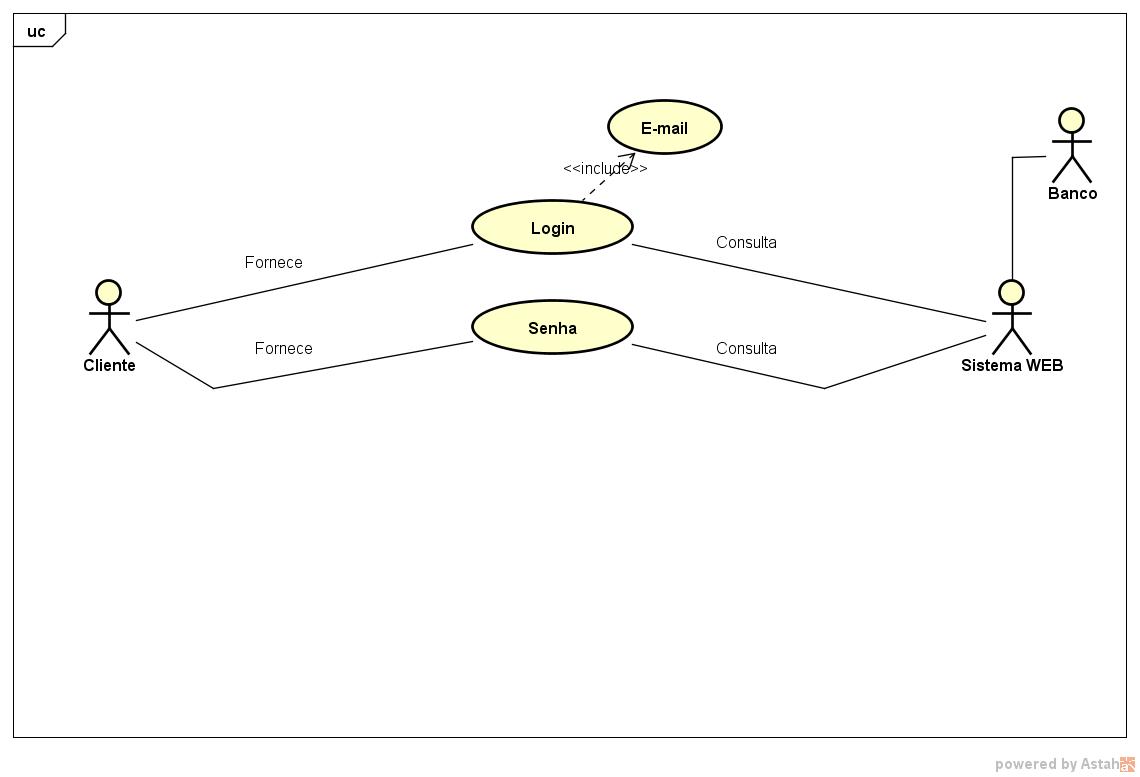 uc
E-mail
<<include>>
Banco
Login
Consulta
Fornece
Senha
Fornece
Consulta
Cliente
Sistema WEB
powered by Astah